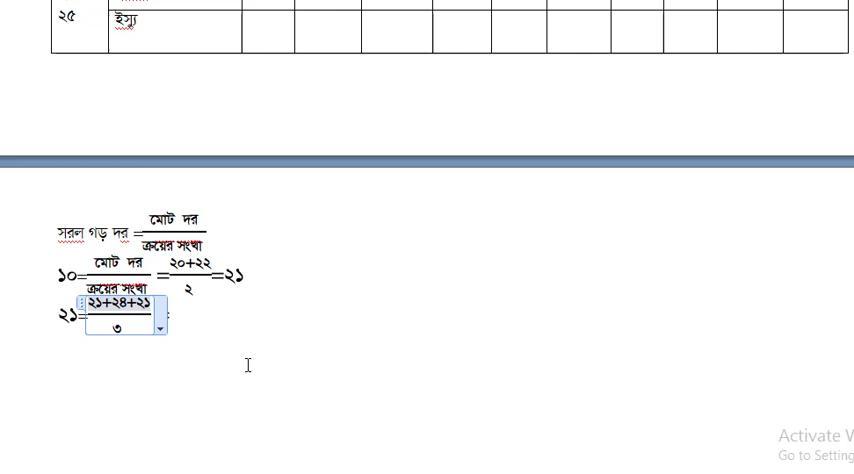 ২৫ ইস্যু
সরল গড় দর = মোট দর / ক্রয়ের সংখা
১০= মোট দর / ক্রয়ের সংখা = ২০+২২ / ২ =২১
২১= ২১+২৪+২১ / ৩
Activate
Go to Setting